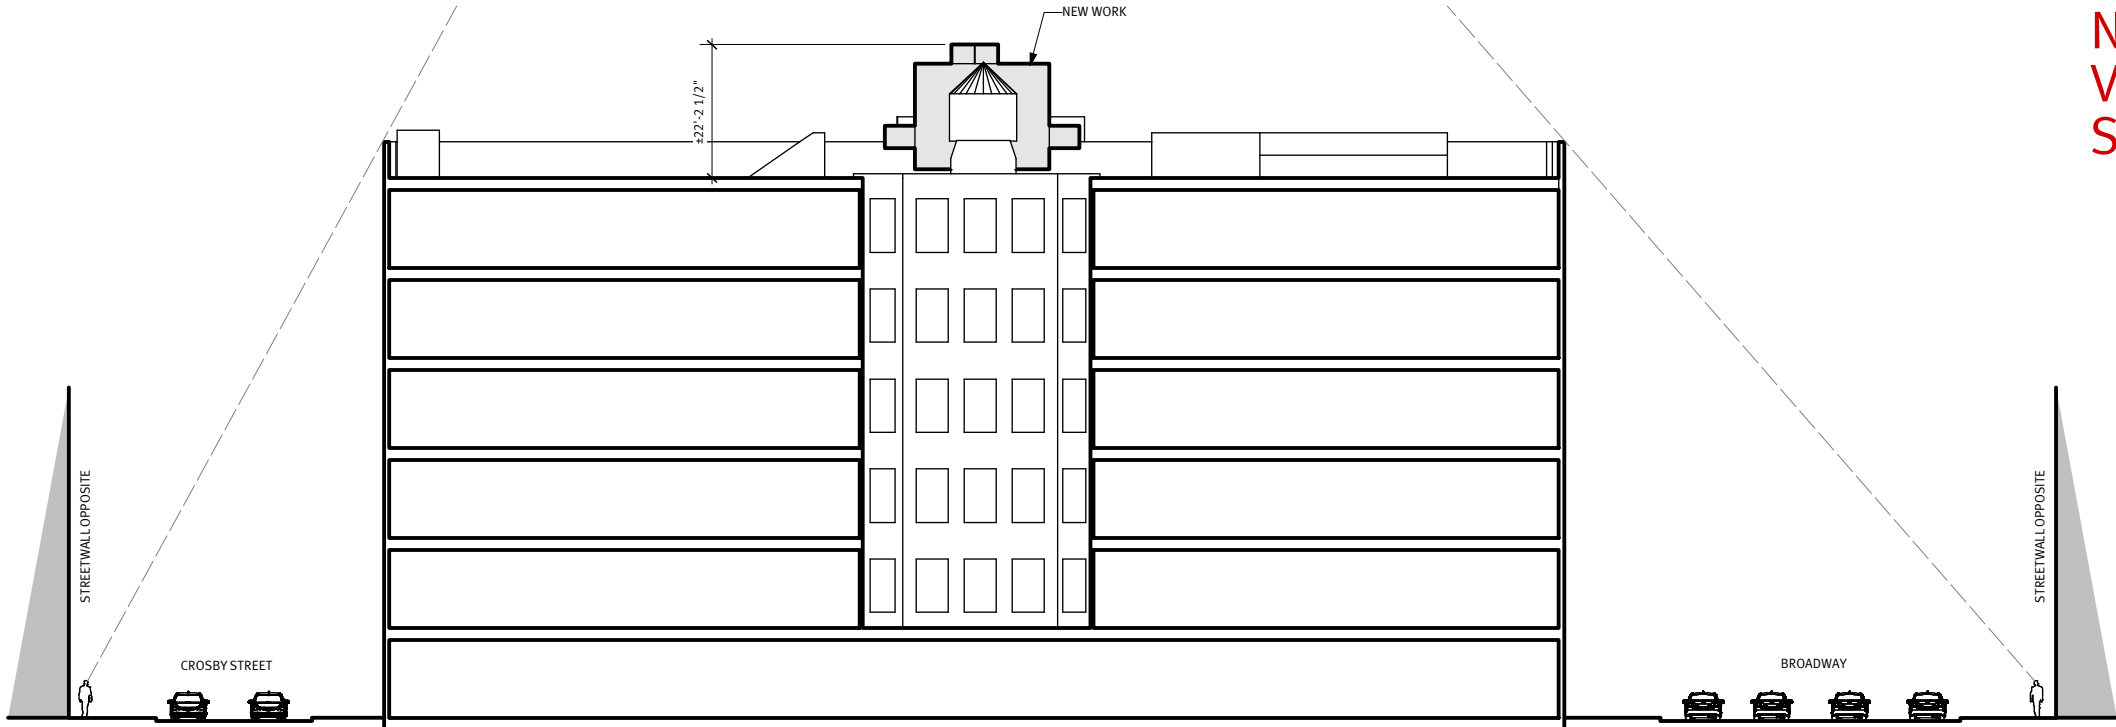 NEW WORK
±22'-2 1/2"
STREETWALL OPPOSITE
CROSBY STREET
BROADWAY
STREETWALL OPPOSITE
N
V
S